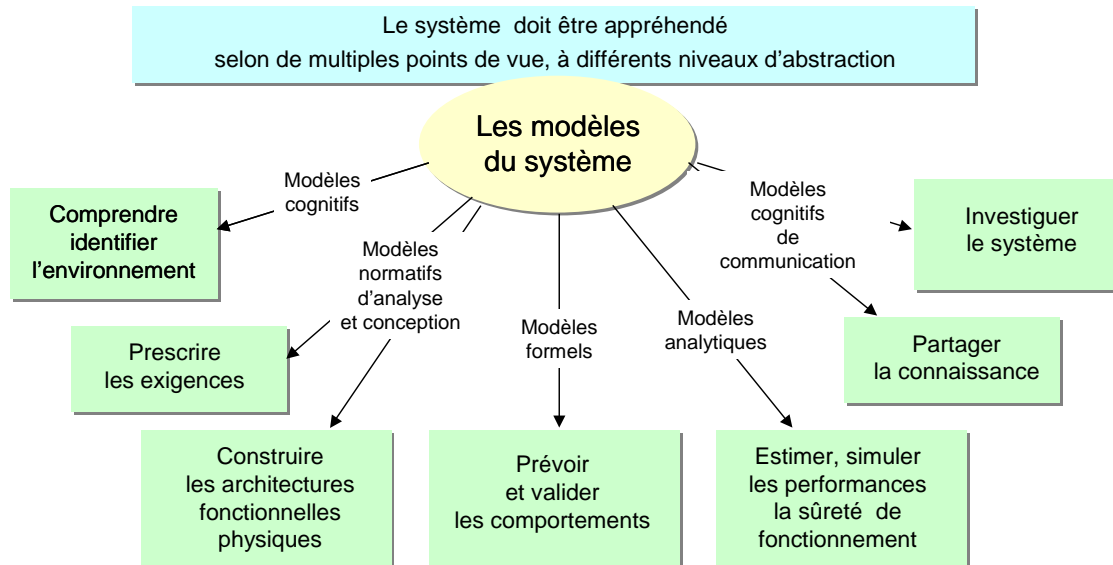 Le système doit être appréhendé
selon de multiples points de vue, à différents niveaux d'abstraction
Les modèles
du système
Modèles
cognitifs
Comprendre
identifier
l'environnement
Modèles
normatifs
d'analyse
et conception
Prescrire
les exigences
Construire
les architectures
fonctionnelles
physiques
Modèles
formels
Prévoir
et valider
les comportements
Modèles
analytiques
Estimer, simuler
les performances
la sûreté de
fonctionnement
Modèles
cognitifs
de
communication
Partager
la connaissance
Investiguer
le système